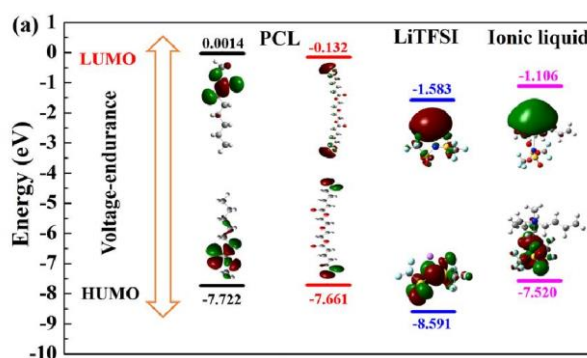 (a)
1
0
-1
-2
-3
-4
-5
-6
-7
-8
-9
-10
Energy (eV)
Voltage-endurance
LUMO
HUMO
PCL
LiTFSI
Ionic liquid
0.0014
-0.132
-1.583
-1.106
-7.722
-7.661
-8.591
-7.520